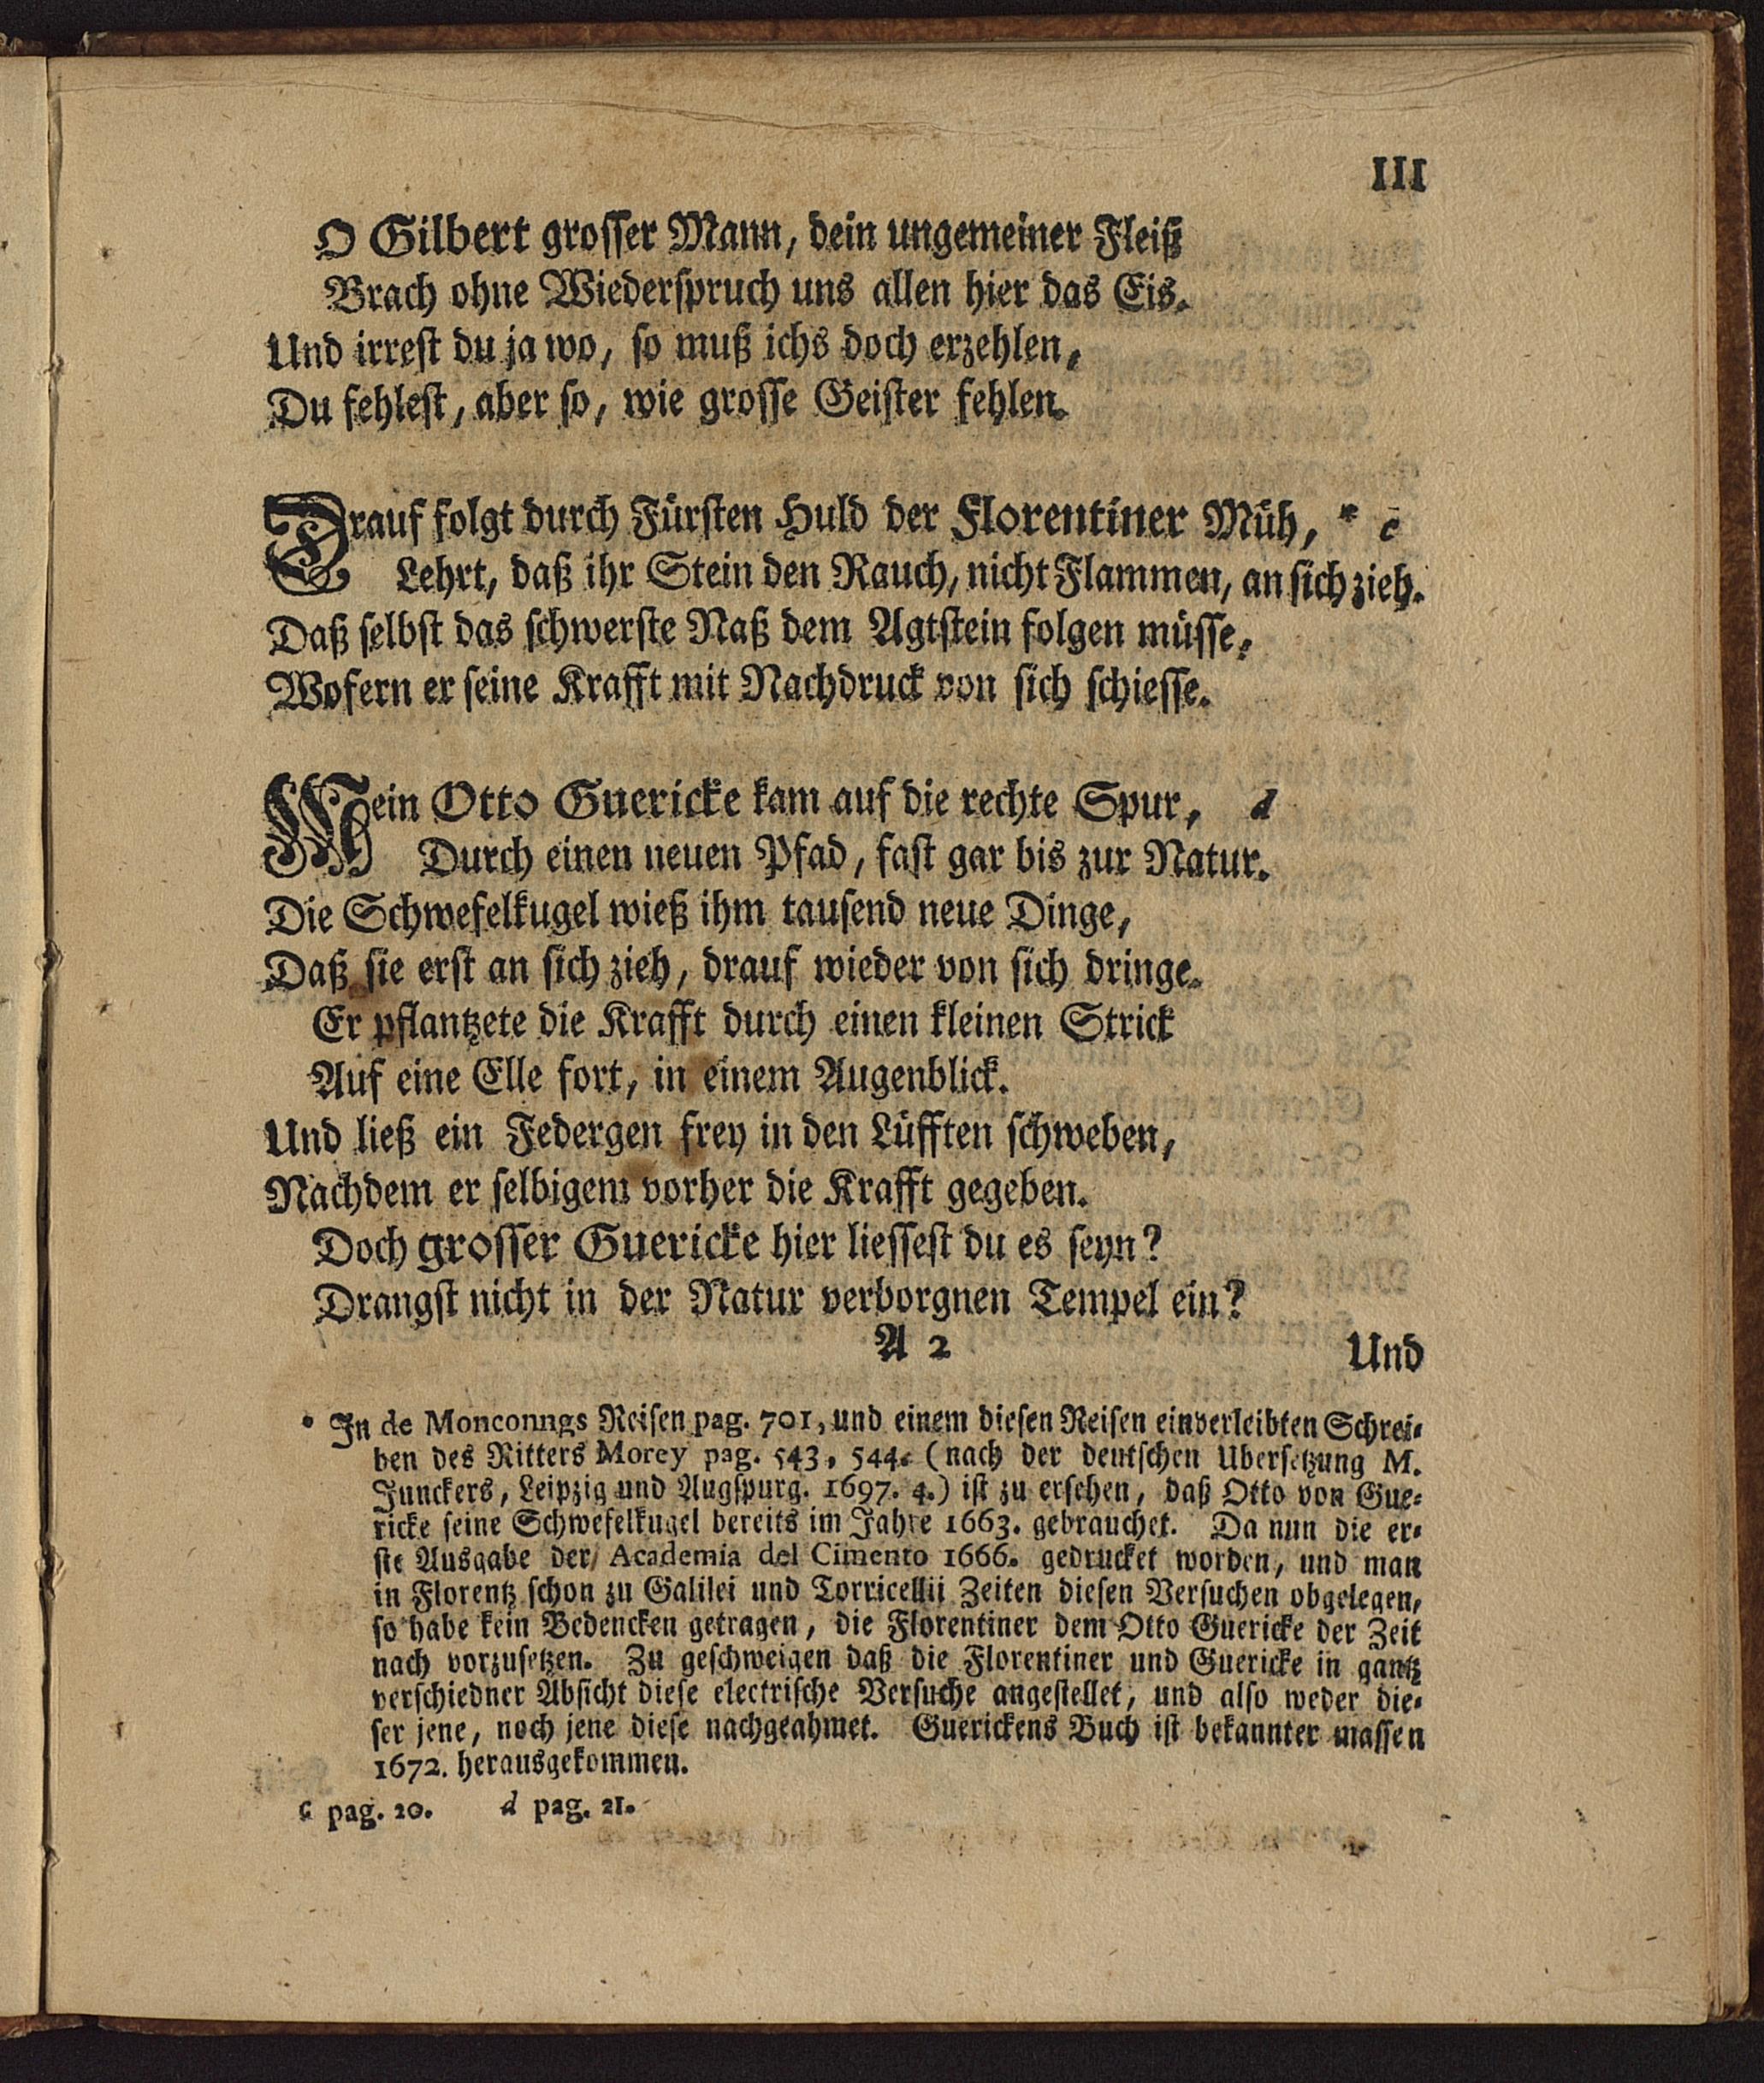 III
O Gilbert grosser Mann, dein ungemeiner Fleiß
Brach ohne Wiederspruch uns allen hier das Eis.
Und irrest du ja wo, so muß ichs doch erzehlen,
Du fehlest, aber so, wie grosse Geister fehlen.
Drauf folgt durch Fürsten Huld der Florentiner Müh, * c
Lehrt, daß ihr Stein den Rauch, nicht Flammen, an sich zieh.
Daß selbst das schwerste Naß dem Agtstein folgen müsse,
Wofern er seine Krafft mit Nachdruck von sich schiesse.
Mein Otto Guericke kam auf die rechte Spur, d
Durch einen neuen Pfad, fast gar bis zur Natur.
Die Schwefelkugel wieß ihm tausend neue Dinge,
Daß sie erst an sich zieh, drauf wieder von sich dringe.
Er pflantzete die Krafft durch einen kleinen Strick
Auf eine Elle fort, in einem Augenblick.
Und ließ ein Federgen frey in den Lüfften schweben,
Nachdem er selbigem vorher die Krafft gegeben.
Doch grosser Guericke hier liessest du es seyn?
Drangst nicht in der Natur verborgnen Tempel ein?
A 2 Und
* In de Monconngs Reisen pag. 701, und einem diesen Reisen einverleibten Schrei-
ben des Ritters Morey pag. 543, 544. (nach der deutschen Ubersetzung M.
Junckers, Leipzig und Augspurg. 1697. 4.) ist zu ersehen, daß Otto von Gue-
ricke seine Schwefelkugel bereits im Jahre 1663. gebrauchet. Da nun die er-
ste Ausgabe der Academia del Cimento 1666. gedrucket worden, und man
in Florentz schon zu Galilei und Torricellii Zeiten diesen Versuchen obgelegen,
so habe kein Bedencken getragen, die Florentiner dem Otto Guericke der Zeit
nach vorzusetzen. Zu geschweigen daß die Florentiner und Guericke in gantz
verschiedner Absicht diese electrische Versuche angestellet, und also weder die-
ser jene, noch jene diese nachgeahmet. Guerickens Buch ist bekannter massen
1672. herausgekommen.
c pag. 20. d pag. 21.